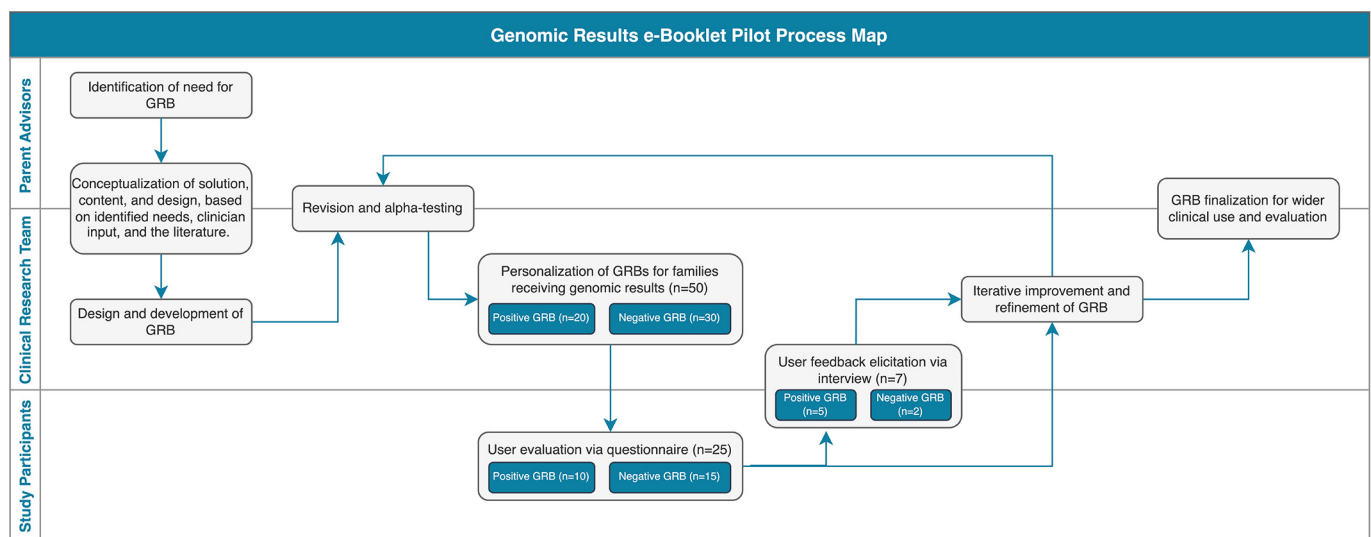 Genomic Results e-Booklet Pilot Process Map
Parent Advisors
Identification of need for
GRB
Conceptualization of solution,
content, and design, based
on identified needs, clinician
input, and the literature.
Revision and alpha-testing
GRB finalization for wider
clinical use and evaluation
Clinical Research Team
Design and development of
GRB
Personalization of GRBs for families
receiving genomic results (n=50)
Positive GRB (n=20)
Negative GRB (n=30)
Iterative improvement and
refinement of GRB
User feedback elicitation via
interview (n=7)
Positive GRB
(n=5)
Negative GRB
(n=2)
Study Participants
User evaluation via questionnaire (n=25)
Positive GRB (n=10)
Negative GRB (n=15)